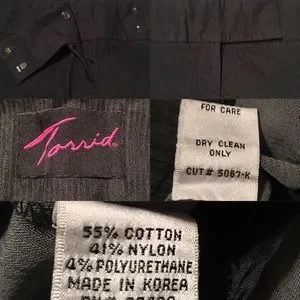 Torrid
FOR CARE
DRY CLEAN
ONLY
CUT# 5087-K
55% COTTON
41% NYLON
4% POLYURETHANE
MADE IN KOREA